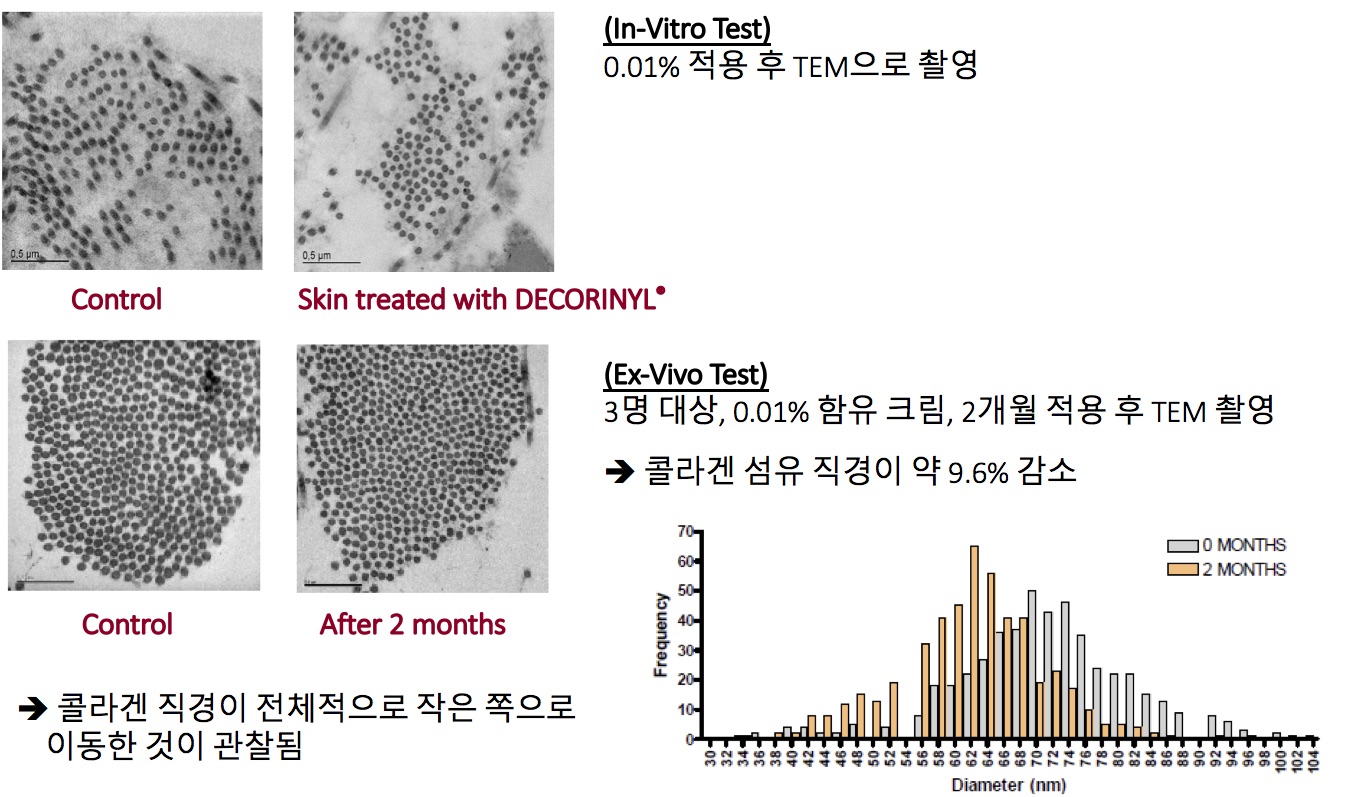 (In-Vitro Test)
0.01% 적용 후 TEM으로 촬영
0.5 µm
0.5 µm
Control
Skin treated with DECORINYL®
(Ex-Vivo Test)
3명 대상, 0.01% 함유 크림, 2개월 적용 후 TEM 촬영
➔ 콜라겐 섬유 직경이 약 9.6% 감소
Control
After 2 months
➔ 콜라겐 직경이 전체적으로 작은 쪽으로
이동한 것이 관찰됨
0 MONTHS
2 MONTHS
Frequency
70
60
50
40
30
20
10
0
30 32 34 36 38 40 42 44 46 48 50 52 54 56 58 60 62 64 66 68 70 72 74 76 78 80 82 84 86 88 90 92 94 96 98 100 102 104
Diameter (nm)